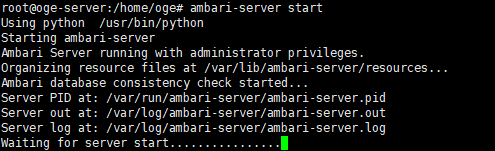 root@oge-server:/home/oge# ambari-server start
Using python  /usr/bin/python
Starting ambari-server
Ambari Server running with administrator privileges.
Organizing resource files at /var/lib/ambari-server/resources...
Ambari database consistency check started...
Server PID at: /var/run/ambari-server/ambari-server.pid
Server out at: /var/log/ambari-server/ambari-server.out
Server log at: /var/log/ambari-server/ambari-server.log
Waiting for server start................